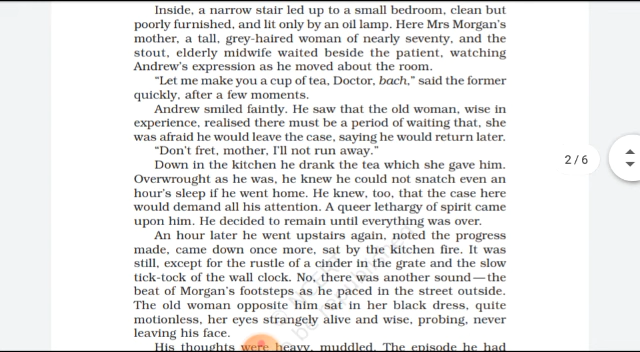 Inside, a narrow stair led up to a small bedroom, clean but
poorly furnished, and lit only by an oil lamp. Here Mrs Morgan's
mother, a tall, grey-haired woman of nearly seventy, and the
stout, elderly midwife waited beside the patient, watching
Andrew's expression as he moved about the room.
"Let me make you a cup of tea, Doctor, bach," said the former
quickly, after a few moments.
Andrew smiled faintly. He saw that the old woman, wise in
experience, realised there must be a period of waiting that, she
was afraid he would leave the case, saying he would return later.
"Don't fret, mother, I'll not run away."
Down in the kitchen he drank the tea which she gave him.
Overwrought as he was, he knew he could not snatch even an
hour's sleep if he went home. He knew, too, that the case here
would demand all his attention. A queer lethargy of spirit came
upon him. He decided to remain until everything was over.
An hour later he went upstairs again, noted the progress
made, came down once more, sat by the kitchen fire. It was
still, except for the rustle of a cinder in the grate and the slow
tick-tock of the wall clock. No, there was another sound—the
beat of Morgan's footsteps as he paced in the street outside.
The old woman opposite him sat in her black dress, quite
motionless, her eyes strangely alive and wise, probing, never
leaving his face.
His thoughts were heavy, muddled. The episode he had
2 / 6